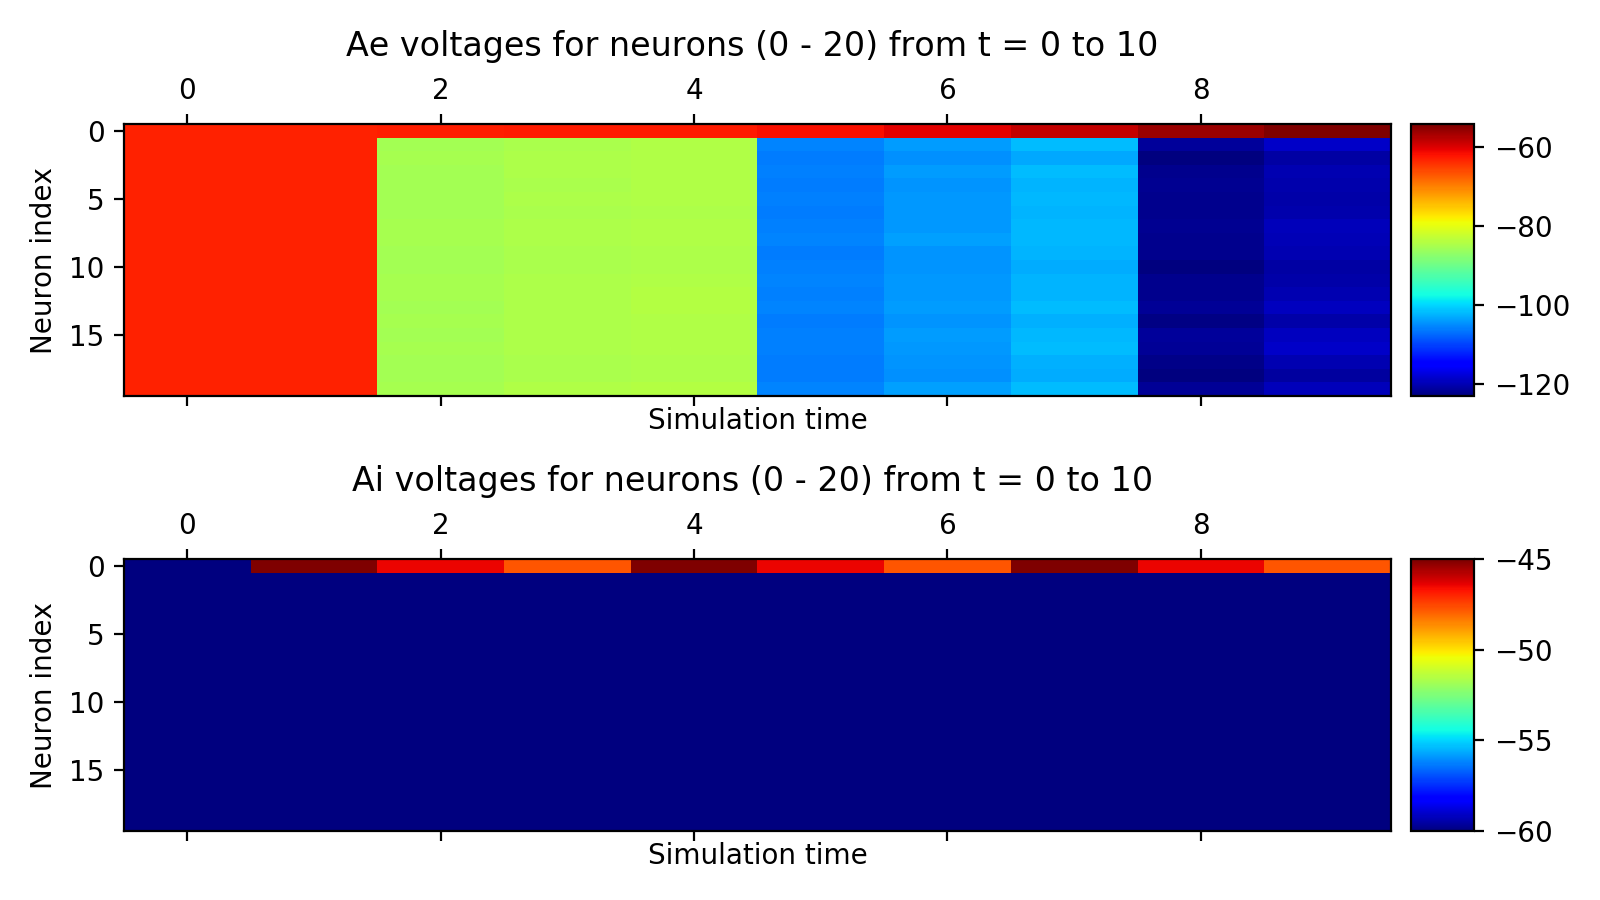 Ae voltages for neurons (0 - 20) from t = 0 to 10
0 2 4 6 8
Neuron index
0
5
10
15
−60
−80
−100
−120
Simulation time
Ai voltages for neurons (0 - 20) from t = 0 to 10
0 2 4 6 8
Neuron index
0
5
10
15
−45
−50
−55
−60
Simulation time